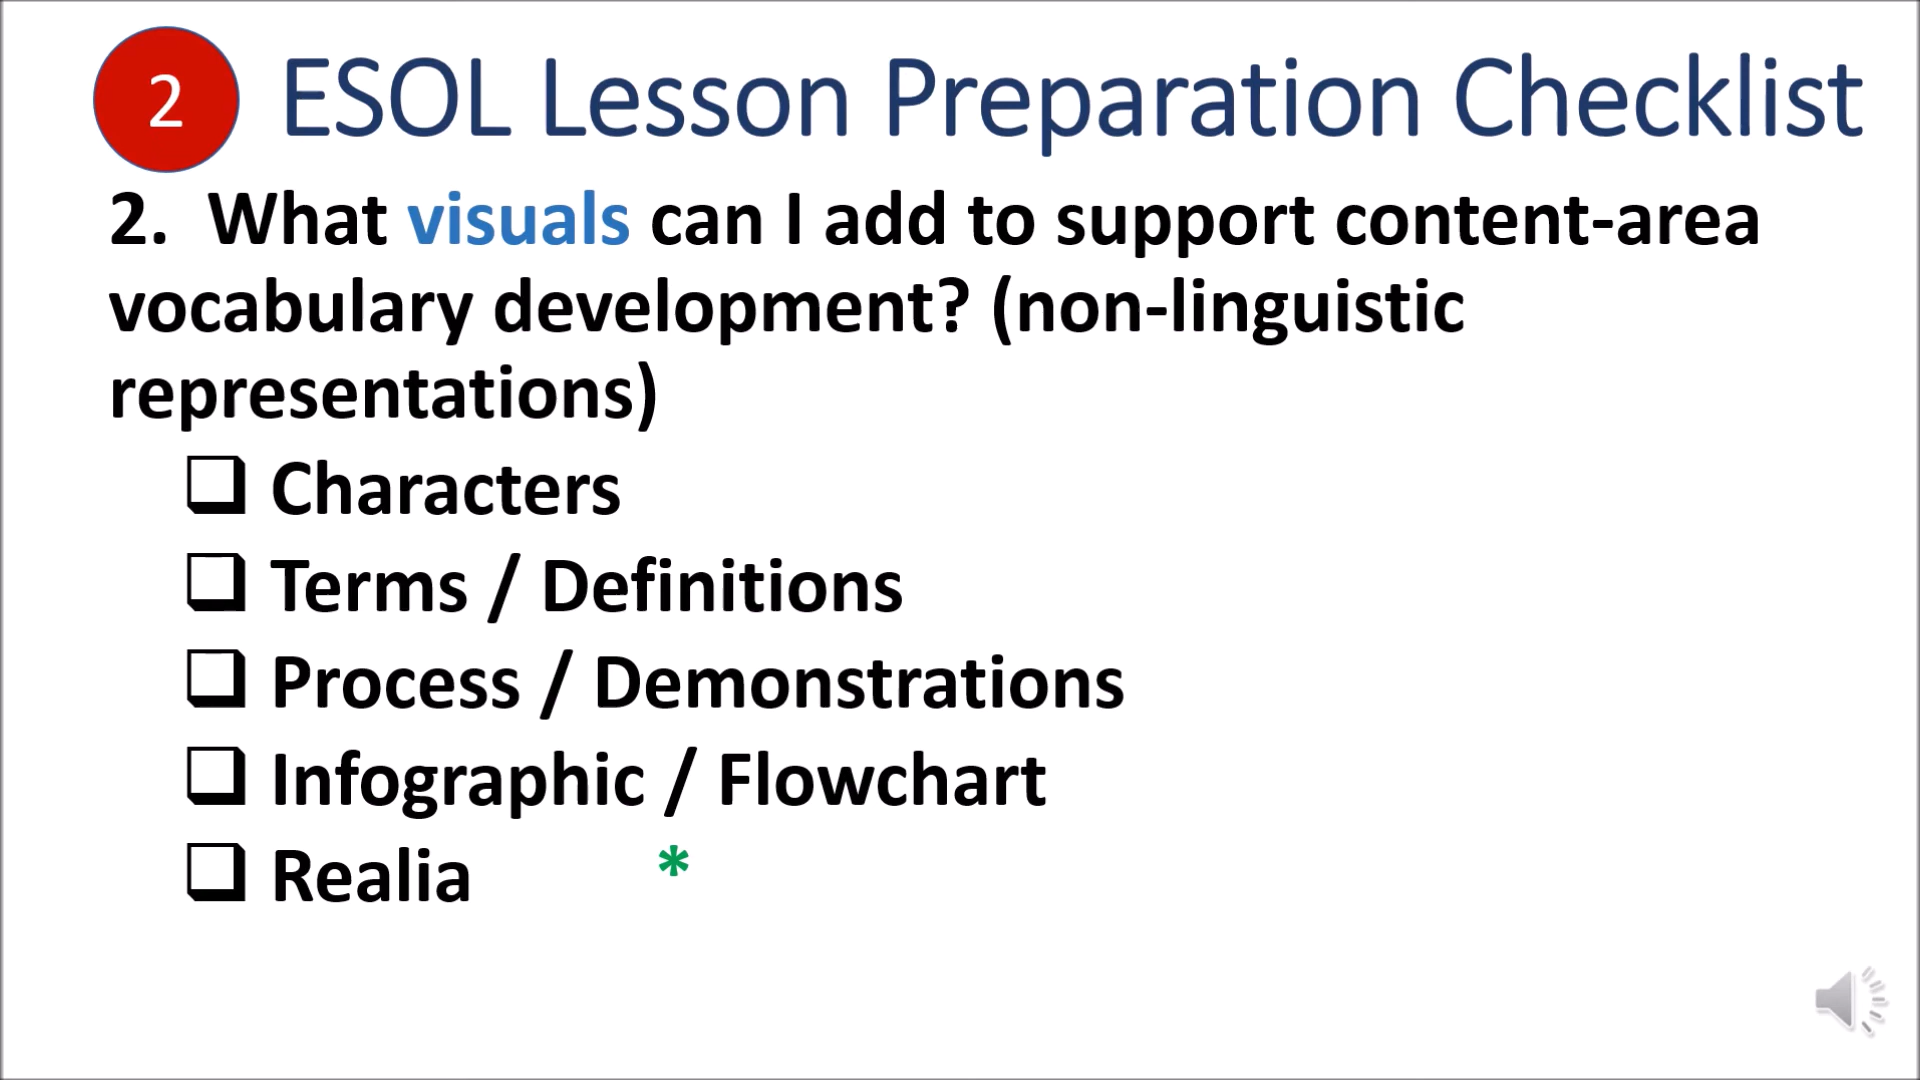 2
ESOL Lesson Preparation Checklist
2. What visuals can I add to support content-area
vocabulary development? (non-linguistic
representations)
❑ Characters
❑ Terms / Definitions
❑ Process / Demonstrations
❑ Infographic / Flowchart
❑ Realia *